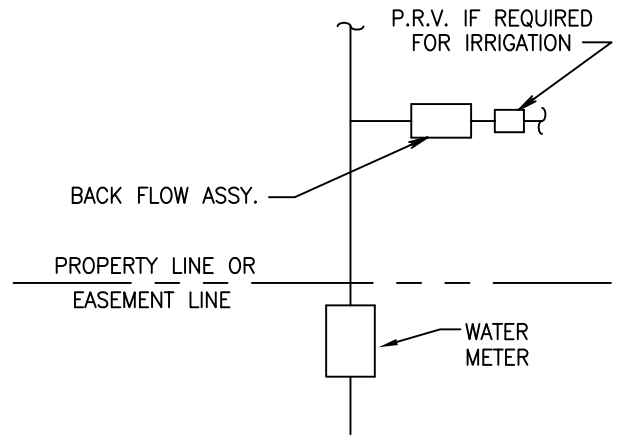 P.R.V. IF REQUIRED
FOR IRRIGATION
BACK FLOW ASSY.
PROPERTY LINE OR
EASEMENT LINE
WATER
METER